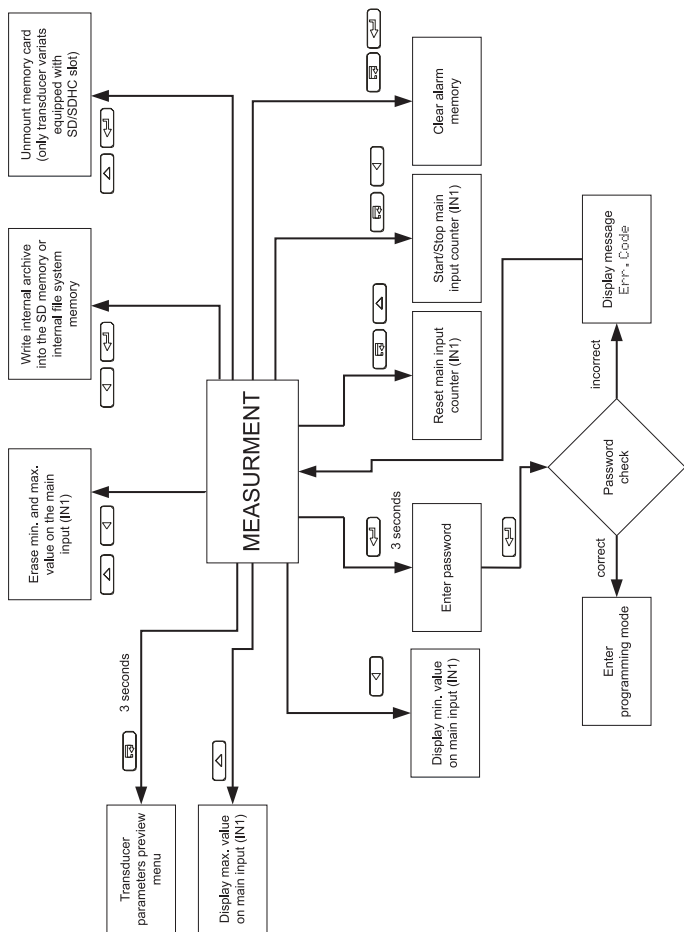 Unmount memory card
(only transducer variats
equipped with
SD/SDHC slot)
Write internal archive
into the SD memory or
internal file system
memory
Erase min. and max.
value on the main
input (IN1)
3 seconds
Transducer
parameters preview
menu
Display max. value
on main input (IN1)
MEASURMENT
Clear alarm
memory
Start/Stop main
input counter (IN1)
Reset main input
counter (IN1)
3 seconds
Enter password
Display min. value
on main input (IN1)
Password
check
incorrect
Display message
Err.Code
correct
Enter
programming mode